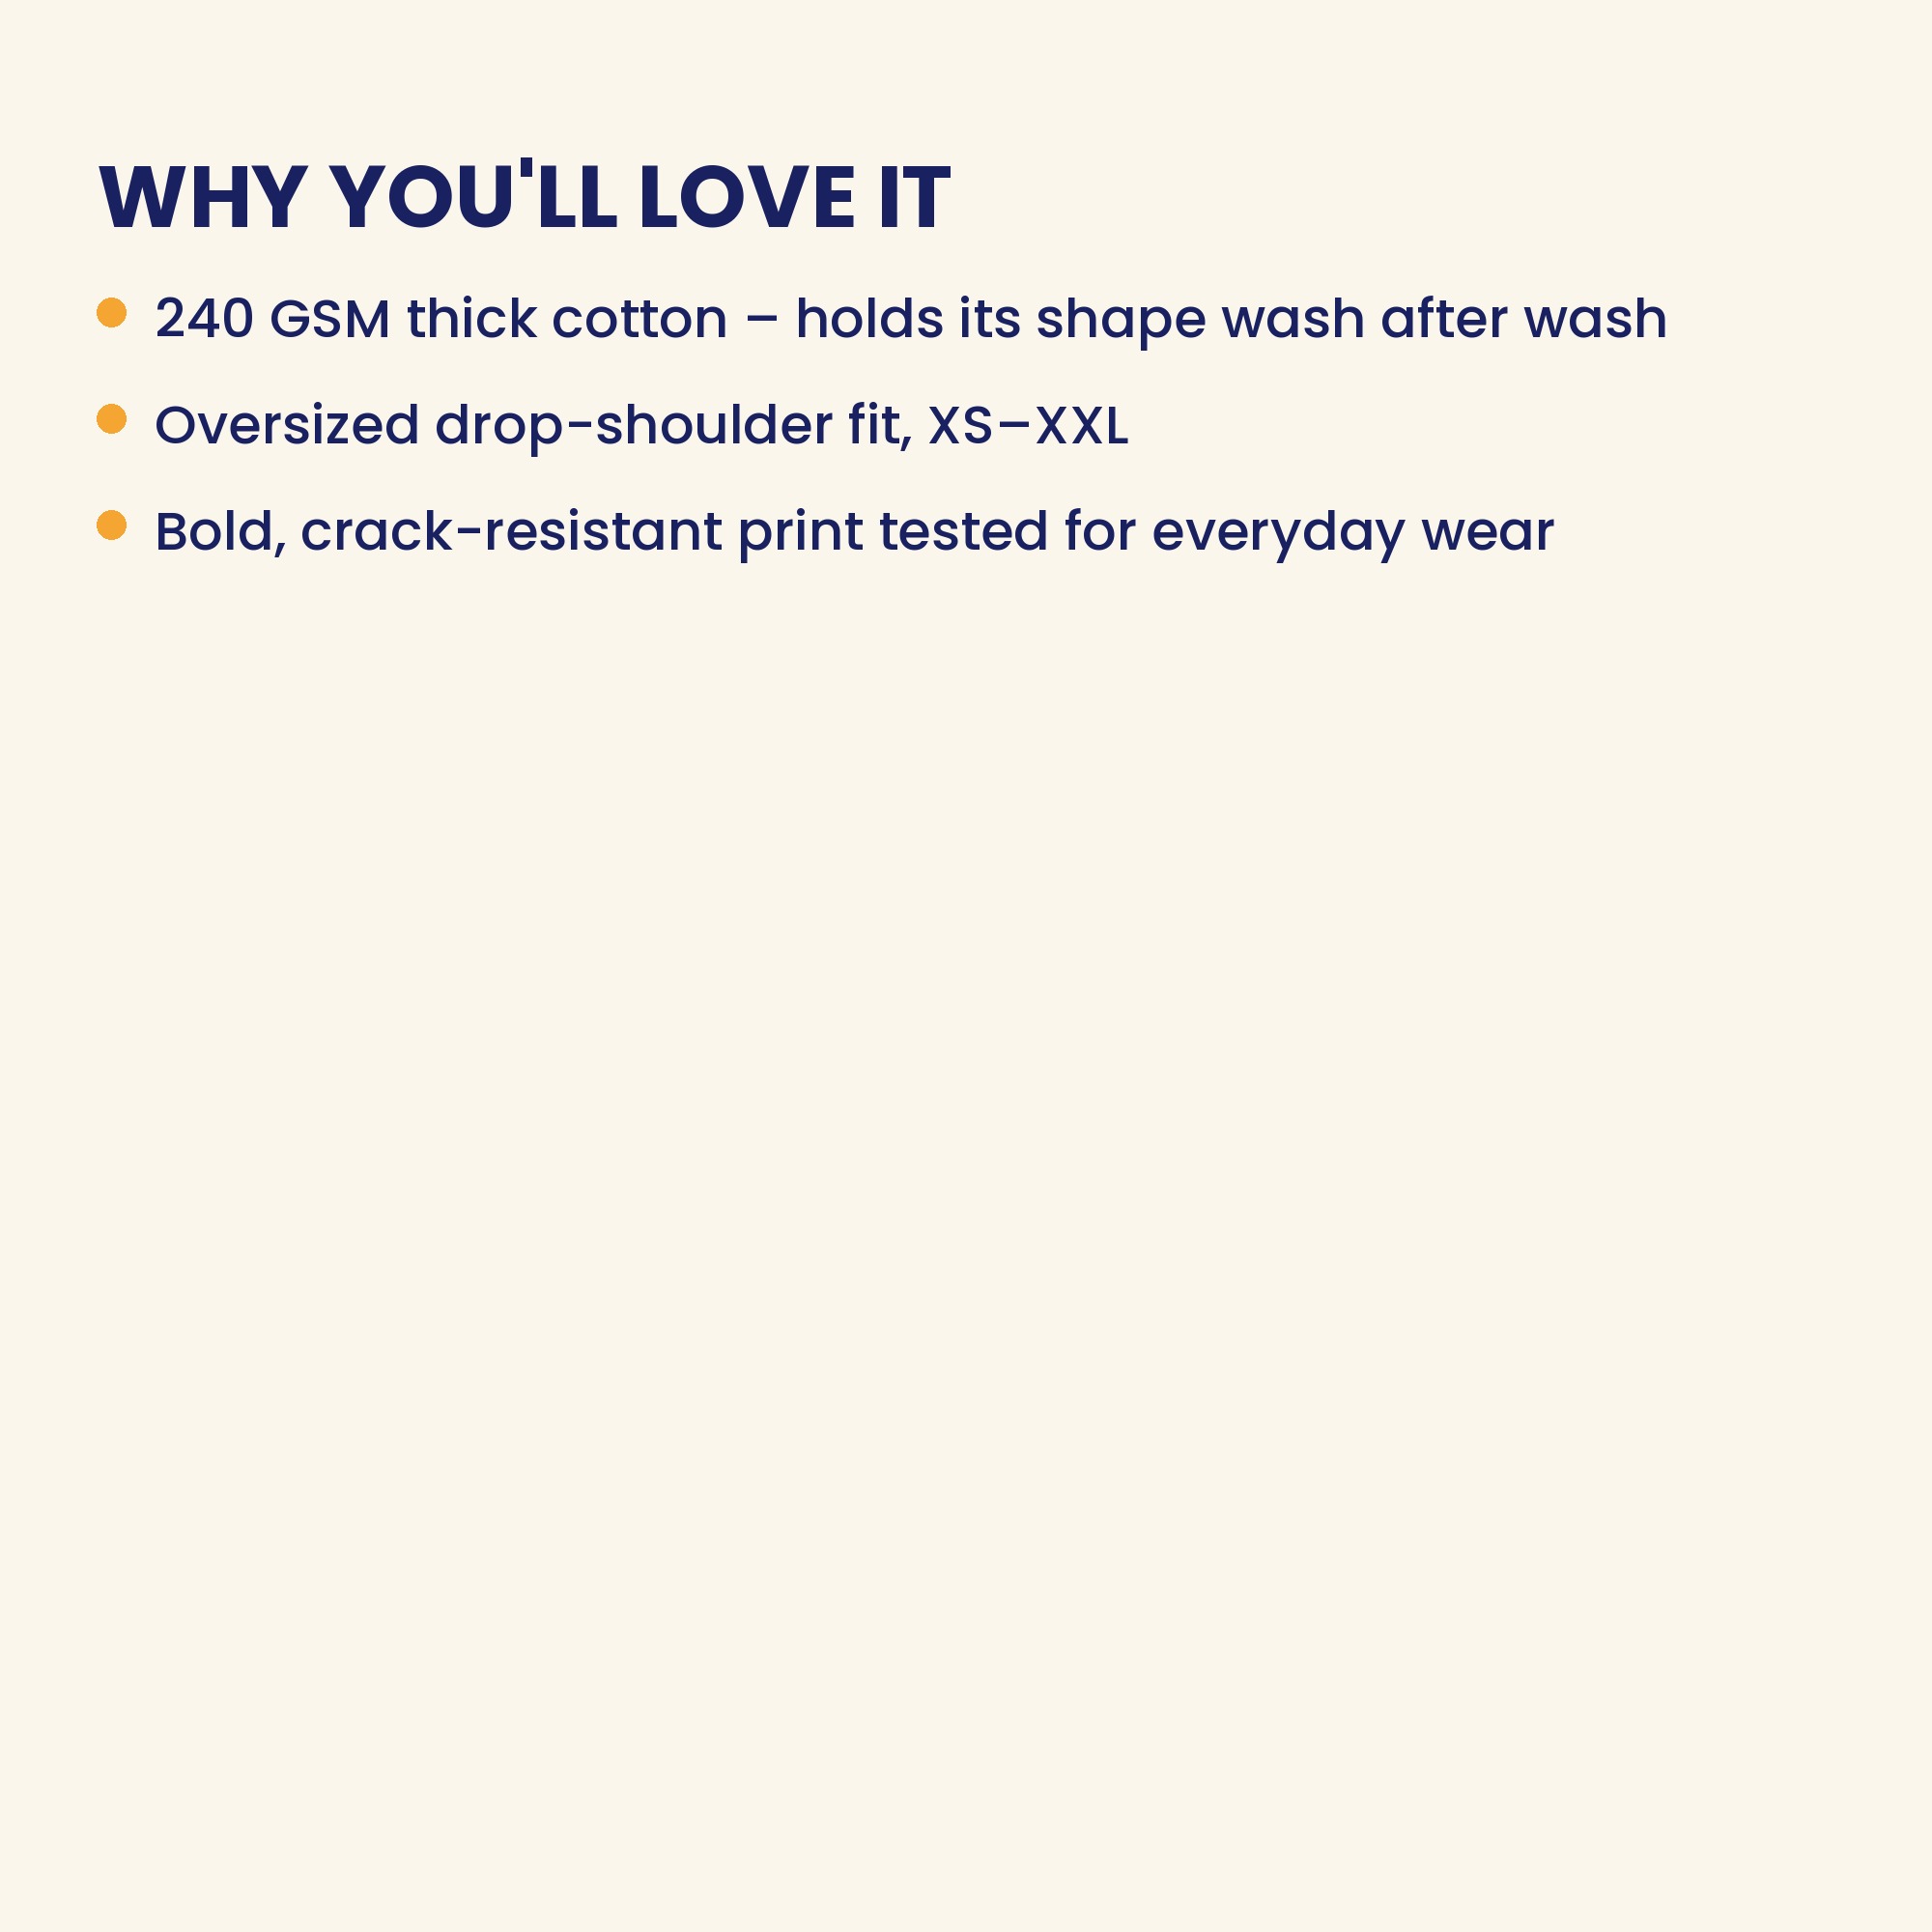 WHY YOU'LL LOVE IT
240 GSM thick cotton – holds its shape wash after wash
Oversized drop-shoulder fit, XS–XXL
Bold, crack-resistant print tested for everyday wear